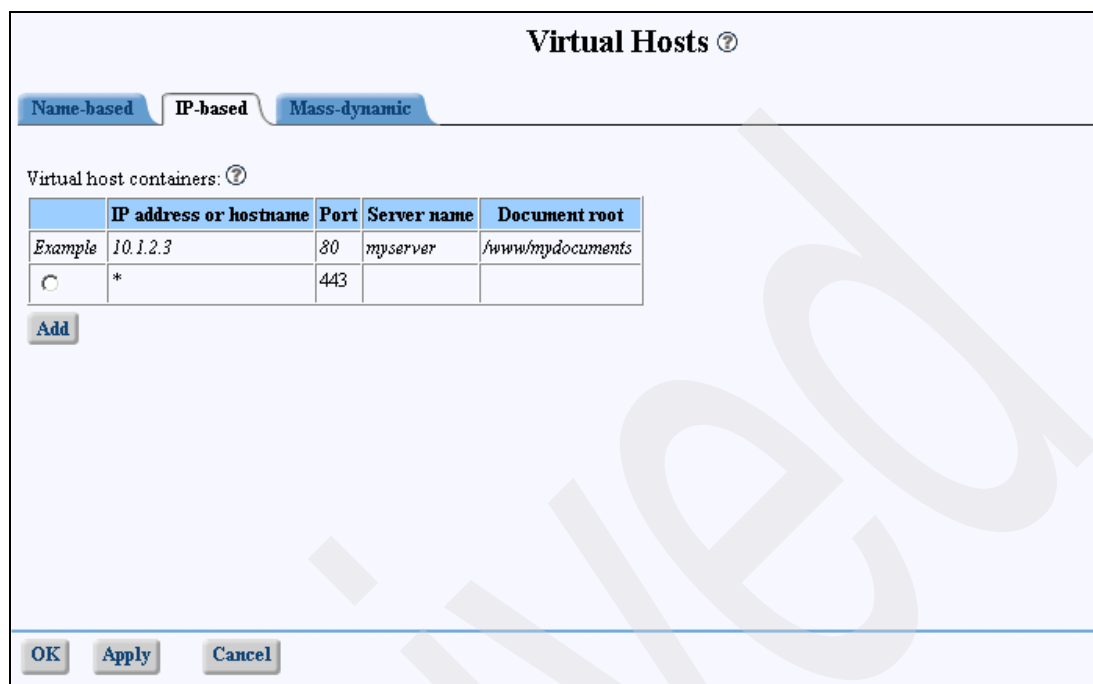 Virtual Hosts ?
Name-based IP-based Mass-dynamic
Virtual host containers: ?
IP address or hostname Port Server name Document root
Example 10.1.2.3 80 myserver /www/mydocuments
* 443
Add
OK Apply Cancel
ived